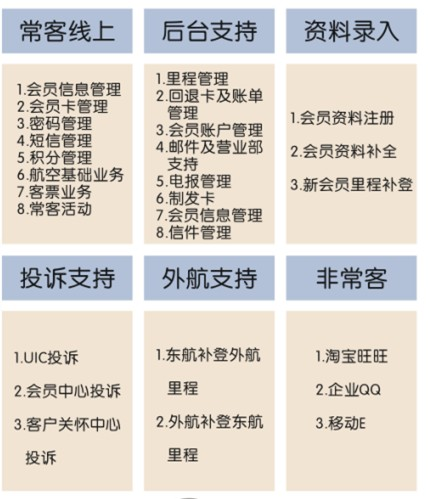 常客线上
1.会员信息管理
2.会员卡管理
3.密码管理
4.短信管理
5.积分管理
6.航空基础业务
7.客票业务
8.常客活动
后台支持
1.里程管理
2.回退卡及账单
管理
3.会员账户管理
4.邮件及营业部
支持
5.电报管理
6.制发卡
7.会员信息管理
8.信件管理
资料录入
1.会员资料注册
2.会员资料补全
3.新会员里程补登
投诉支持
1.UIC投诉
2.会员中心投诉
3.客户关怀中心
投诉
外航支持
1.东航补登外航
里程
2.外航补登东航
里程
非常客
1.淘宝旺旺
2.企业QQ
3.移动E